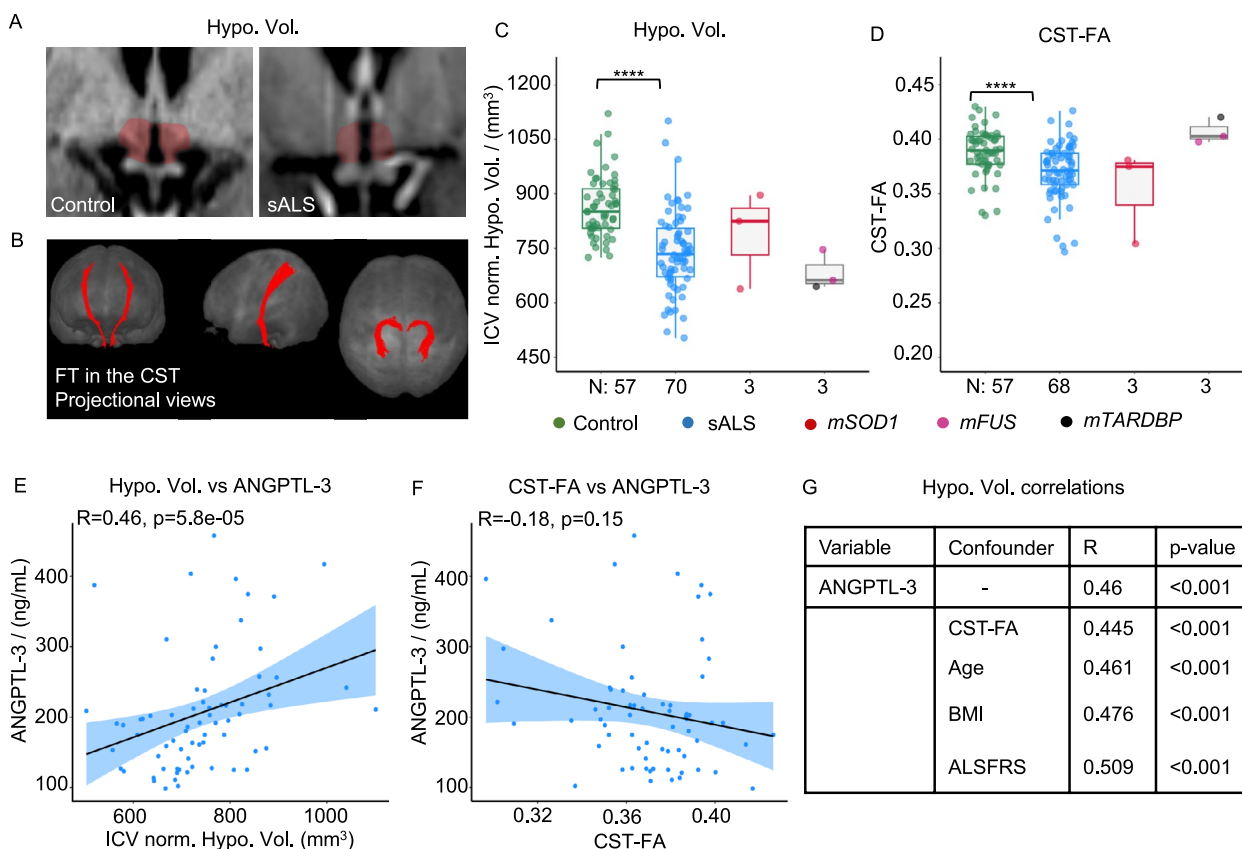 A
Hypo. Vol.
Control
sALS
B
FT in the CST
Projectional views
C
Hypo. Vol.
****
ICV norm. Hypo. Vol. / (mm³)
1200
1050
900
750
600
450
N: 57 70 3 3
D
CST-FA
****
CST-FA
0.40
0.35
0.30
0.25
0.20
N: 57 68 3 3
Control sALS mSOD1 mFUS mTARDBP
E
Hypo. Vol. vs ANGPTL-3
R=0.46, p=5.8e-05
ANGPTL-3 / (ng/mL)
400
300
200
100
600 800 1000
ICV norm. Hypo. Vol. (mm³)
F
CST-FA vs ANGPTL-3
R=-0.18, p=0.15
ANGPTL-3 / (ng/mL)
400
300
200
100
0.32 0.36 0.40
CST-FA
G
Hypo. Vol. correlations
Variable Confounder R p-value
ANGPTL-3 - 0.46 <0.001
CST-FA 0.445 <0.001
Age 0.461 <0.001
BMI 0.476 <0.001
ALSFRS 0.509 <0.001